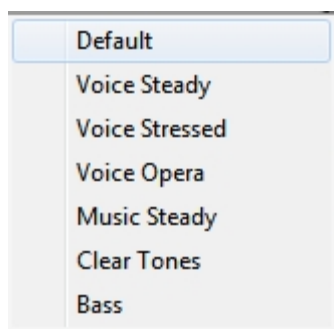 Default
Voice Steady
Voice Stressed
Voice Opera
Music Steady
Clear Tones
Bass